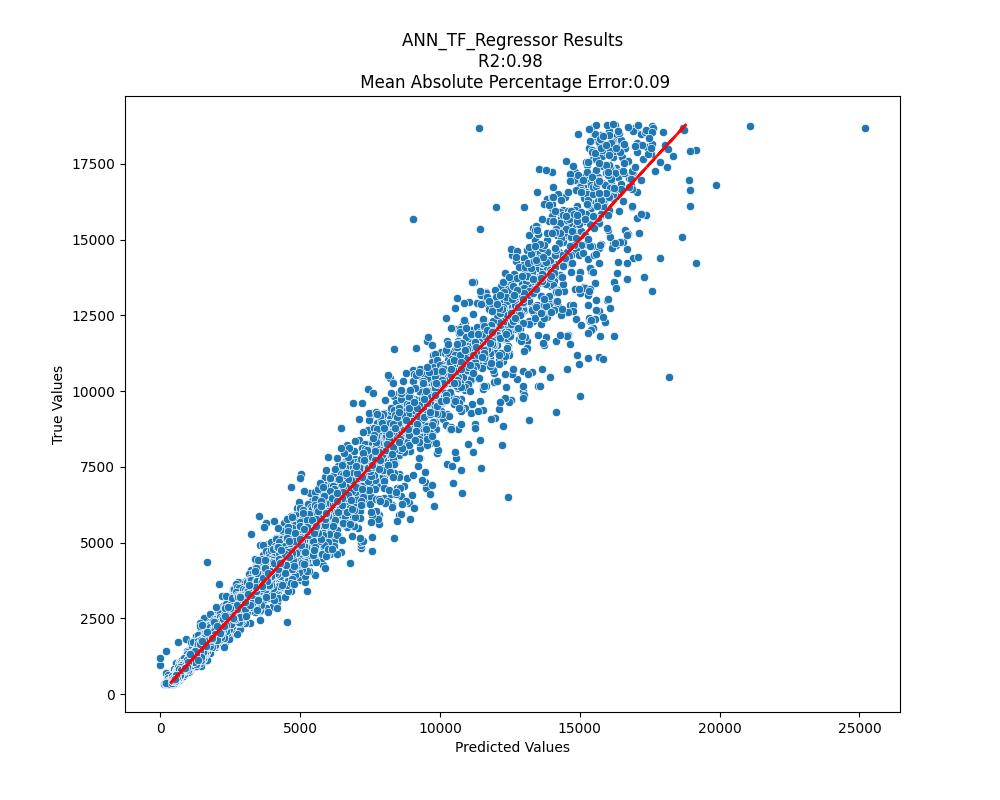 ANN_TF_Regressor Results
R2:0.98
Mean Absolute Percentage Error:0.09
17500
15000
12500
10000
7500
5000
2500
0
True Values
0 5000 10000 15000 20000 25000
Predicted Values